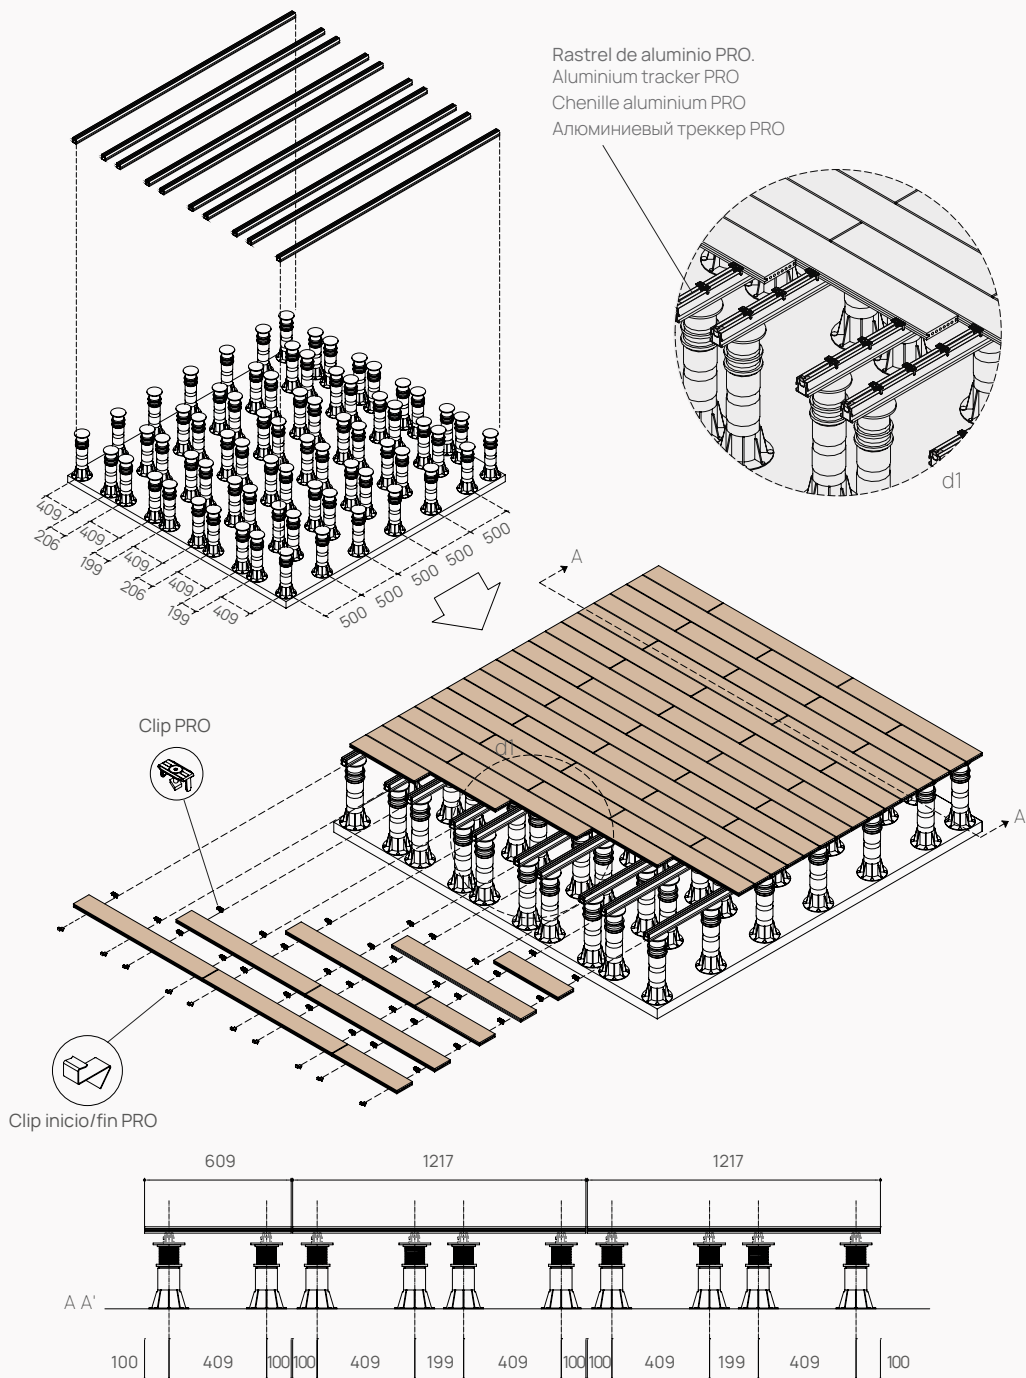 Rastrel de aluminio PRO.
Aluminium tracker PRO
Chenille aluminium PRO
Алюминиевый треккер PRO
d1
409
206
409
199
409
206
409
199
409
500
500
500
500
500
A
Clip PRO
d1
A
Clip inicio/fin PRO
609 1217 1217
A A'
100 409 100 100 409 199 409 100 100 409 199 409 100